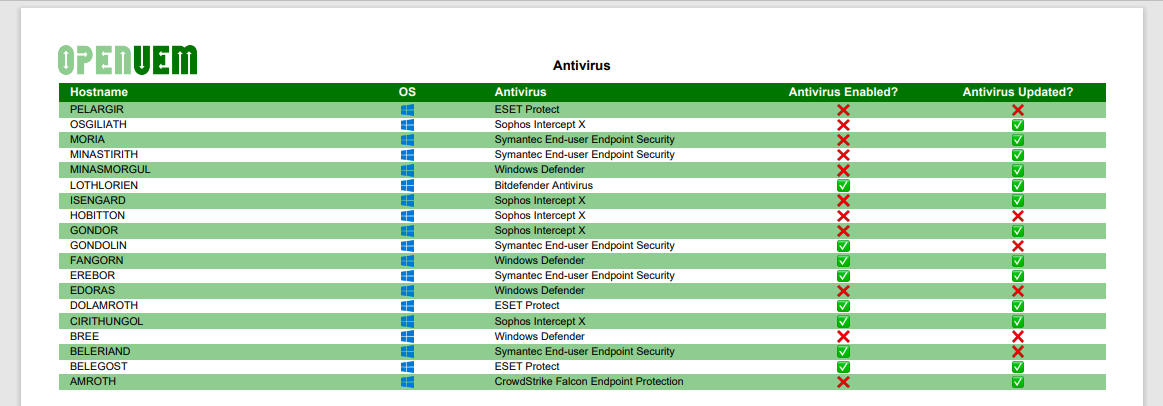 OPENUEM
Antivirus
Hostname OS Antivirus Antivirus Enabled? Antivirus Updated?
PELARGIR ESET Protect ❌ ❌
OSGILIATH Sophos Intercept X ❌ ✅
MORIA Symantec End-user Endpoint Security ❌ ✅
MINASTIRITH Symantec End-user Endpoint Security ❌ ✅
MINASMORGUL Windows Defender ❌ ✅
LOTHLORIEN Bitdefender Antivirus ✅ ✅
ISENGARD Sophos Intercept X ❌ ✅
HOBITTON Sophos Intercept X ❌ ❌
GONDOR Sophos Intercept X ❌ ✅
GONDOLIN Symantec End-user Endpoint Security ✅ ❌
FANGORN Windows Defender ✅ ✅
EREBOR Symantec End-user Endpoint Security ✅ ✅
EDORAS Windows Defender ❌ ❌
DOLAMROTH ESET Protect ✅ ✅
CIRITHUNGOL Sophos Intercept X ✅ ✅
BREE Windows Defender ❌ ❌
BELERIAND Symantec End-user Endpoint Security ✅ ❌
BELEGOST ESET Protect ✅ ✅
AMROTH CrowdStrike Falcon Endpoint Protection ❌ ✅